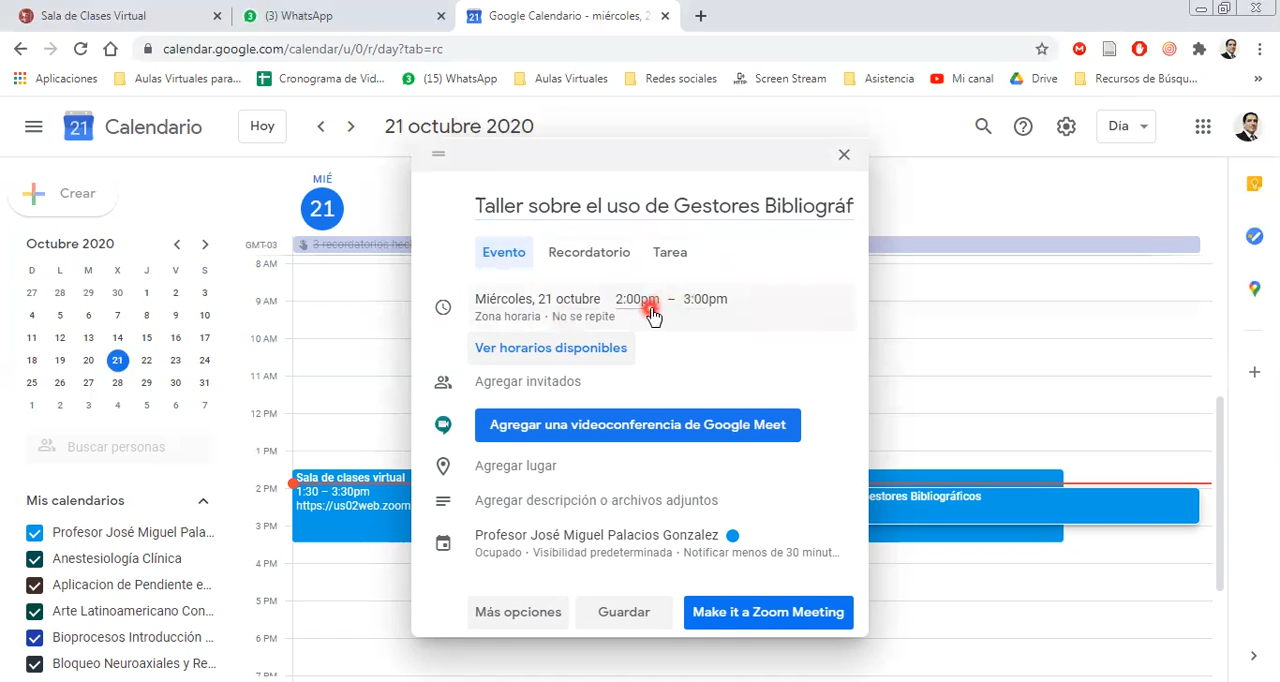 Sala de Clases Virtual
(3) WhatsApp
Google Calendario - miércoles, 2
calendar.google.com/calendar/u/0/r/day?tab=rc
Aplicaciones
Aulas Virtuales para...
Cronograma de Vid...
(15) WhatsApp
Aulas Virtuales
Redes sociales
Screen Stream
Asistencia
Mi canal
Drive
Recursos de Búsqu...
21
Calendario
Hoy
21 octubre 2020
Día
Crear
MIÉ
21
Octubre 2020
D L M X J V S
27 28 29 30 1 2 3
4 5 6 7 8 9 10
11 12 13 14 15 16 17
18 19 20 21 22 23 24
25 26 27 28 29 30 31
1 2 3 4 5 6 7
Buscar personas
Mis calendarios
Profesor José Miguel Pala...
Anestesiología Clínica
Aplicacion de Pendiente e...
Arte Latinoamericano Con...
Bioprocesos Introducción ...
Bloqueo Neuroaxiales y Re...
GMT-03
3 recordatorios hec
8 AM
9 AM
10 AM
11 AM
12 PM
1 PM
2 PM
3 PM
4 PM
5 PM
6 PM
7 PM
Sala de clases virtual
1:30 – 3:30pm
https://us02web.zoom
estores Bibliográficos
Taller sobre el uso de Gestores Bibliográf
Evento
Recordatorio
Tarea
Miércoles, 21 octubre 2:00pm – 3:00pm
Zona horaria · No se repite
Ver horarios disponibles
Agregar invitados
Agregar una videoconferencia de Google Meet
Agregar lugar
Agregar descripción o archivos adjuntos
Profesor José Miguel Palacios Gonzalez
Ocupado · Visibilidad predeterminada · Notificar menos de 30 minut...
Más opciones
Guardar
Make it a Zoom Meeting